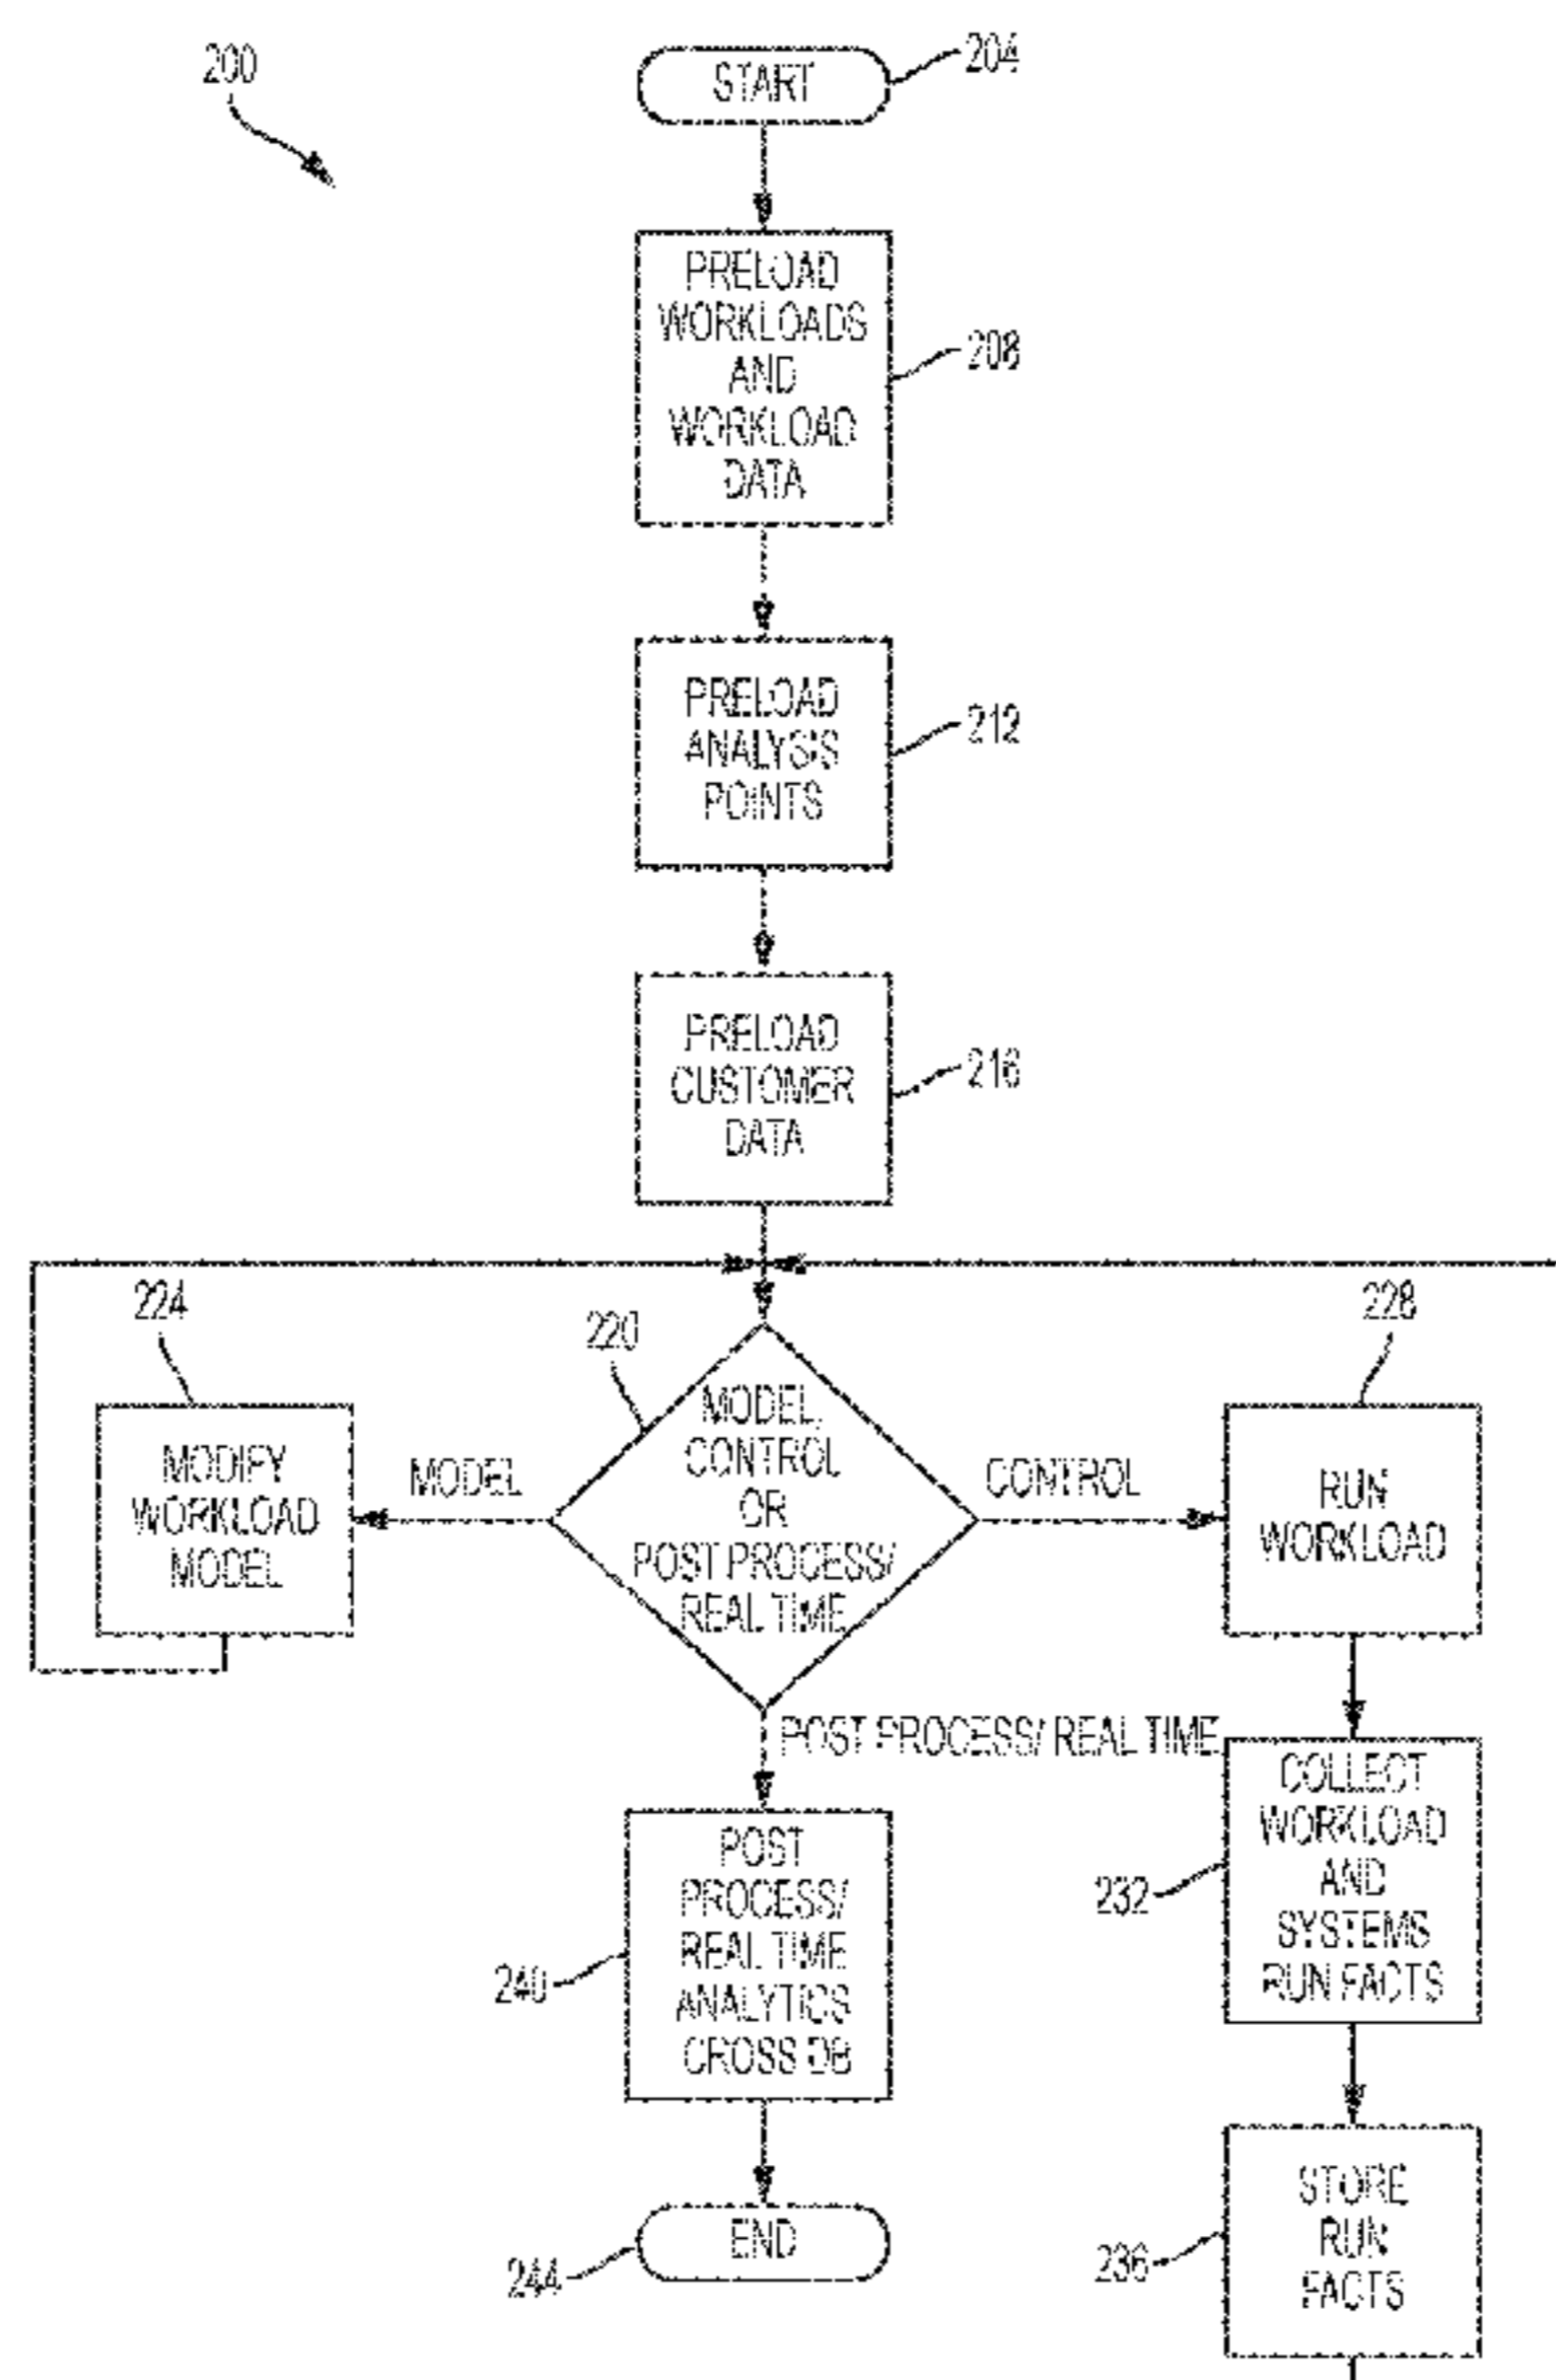 200
START
204
PRELOAD
WORKLOADS
AND
WORKLOAD
DATA
208
PRELOAD
ANALYSIS
POINTS
212
PRELOAD
CUSTOMER
DATA
216
224
220
228
MODIFY
WORKLOAD
MODEL
MODEL
MODEL,
CONTROL
OR
POST PROCESS/
REAL TIME
CONTROL
RUN
WORKLOAD
POST PROCESS/ REAL TIME
COLLECT
WORKLOAD
AND
SYSTEMS
RUN FACTS
232
POST
PROCESS/
REAL TIME
ANALYTICS
CROSS DB
240
END
244
STORE
RUN
FACTS
236